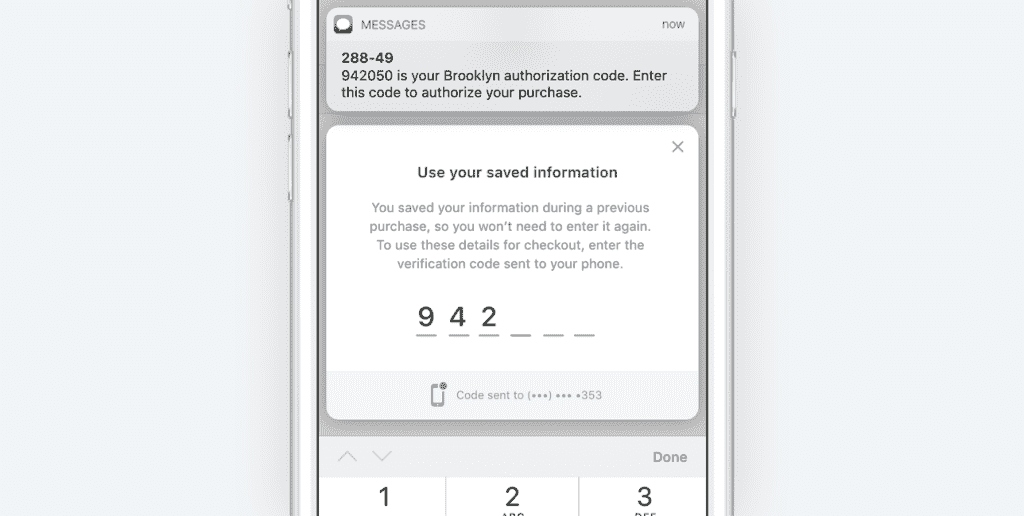 MESSAGES now
288-49
942050 is your Brooklyn authorization code. Enter
this code to authorize your purchase.
Use your saved information
You saved your information during a previous
purchase, so you won’t need to enter it again.
To use these details for checkout, enter the
verification code sent to your phone.
9 4 2 _ _ _
Code sent to (•••) ••• •353
Done
1 2 3
ABC DEF